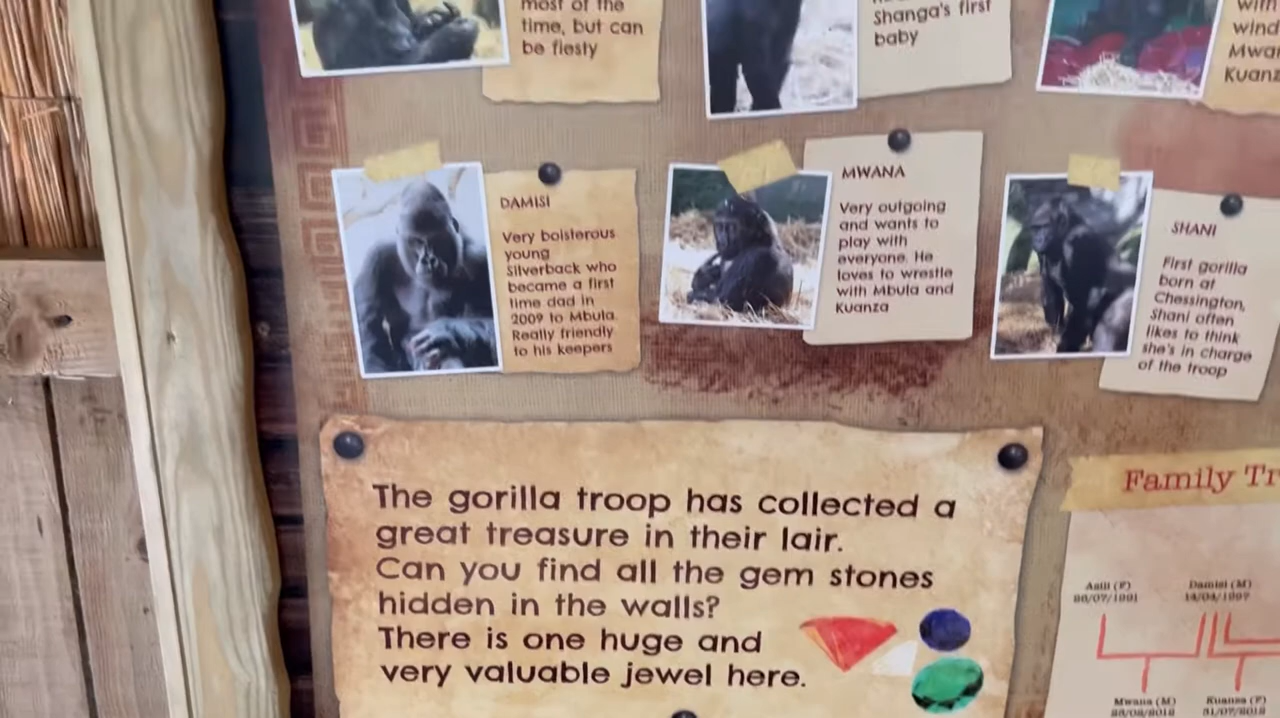 most of the
time, but can
be fiesty
Shanga's first
baby
with
wind
DAMISI
Very boisterous
young
Silverback who
became a first
time dad in
2009 to Mbula.
Really friendly
to his keepers
MWANA
Very outgoing
and wants to
play with
everyone. He
loves to wrestle
with Mbula and
Kuanza
SHANI
First gorilla
born at
Chessington,
Shani often
likes to think
she's in charge
of the troop
The gorilla troop has collected a
great treasure in their lair.
Can you find all the gem stones
hidden in the walls?
There is one huge and
very valuable jewel here.
Family Tr
Asili (F)
Damisi (M)
Mwana (M)
Kuanza (F)